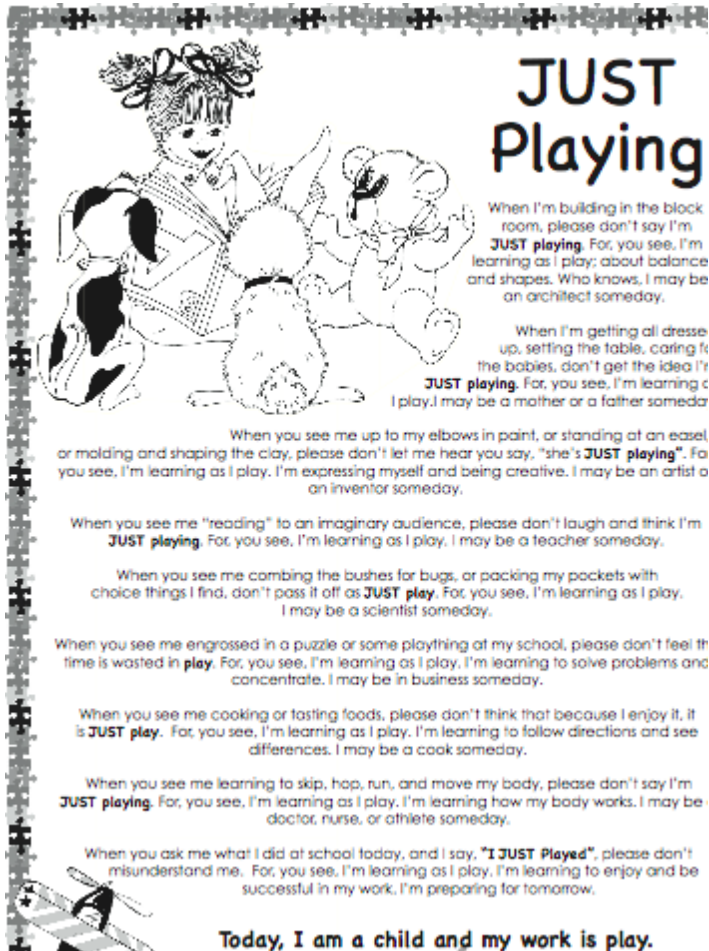 JUST
Playing
When I'm building in the block
room, please don't say I'm
JUST playing. For, you see, I'm
learning as I play; about balance
and shapes. Who knows, I may be
an architect someday.
When I'm getting all dresse
up, setting the table, caring fo
the babies, don't get the idea I'm
JUST playing. For, you see, I'm learning a
I play.I may be a mother or a father someday
When you see me up to my elbows in paint, or standing at an easel,
or molding and shaping the clay, please don't let me hear you say, "she's JUST playing". For
you see, I'm learning as I play. I'm expressing myself and being creative. I may be an artist o
an inventor someday.
When you see me "reading" to an imaginary audience, please don't laugh and think I'm
JUST playing. For, you see, I'm learning as I play. I may be a teacher someday.
When you see me combing the bushes for bugs, or packing my pockets with
choice things I find, don't pass it off as JUST play. For, you see, I'm learning as I play.
I may be a scientist someday.
When you see me engrossed in a puzzle or some plaything at my school, please don't feel th
time is wasted in play. For, you see, I'm learning as I play. I'm learning to solve problems and
concentrate. I may be in business someday.
When you see me cooking or tasting foods, please don't think that because I enjoy it, it
is JUST play. For, you see, I'm learning as I play. I'm learning to follow directions and see
differences. I may be a cook someday.
When you see me learning to skip, hop, run, and move my body, please don't say I'm
JUST playing. For, you see, I'm learning as I play. I'm learning how my body works. I may be a
doctor, nurse, or athlete someday.
When you ask me what I did at school today, and I say, "I JUST Played", please don't
misunderstand me. For, you see, I'm learning as I play. I'm learning to enjoy and be
successful in my work. I'm preparing for tomorrow.
Today, I am a child and my work is play.